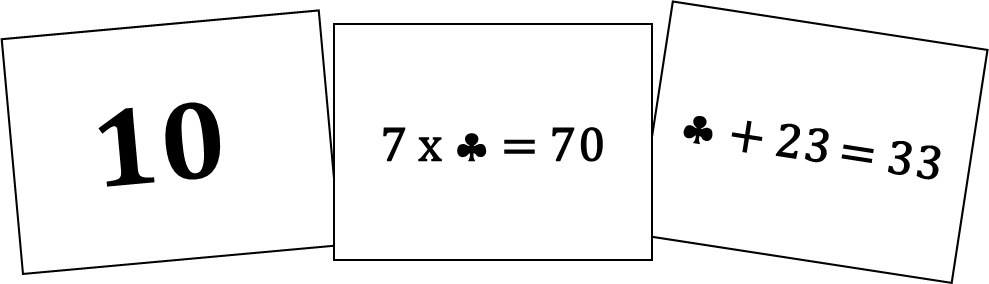 10
7 x ♣ = 70
♣ + 23 = 33